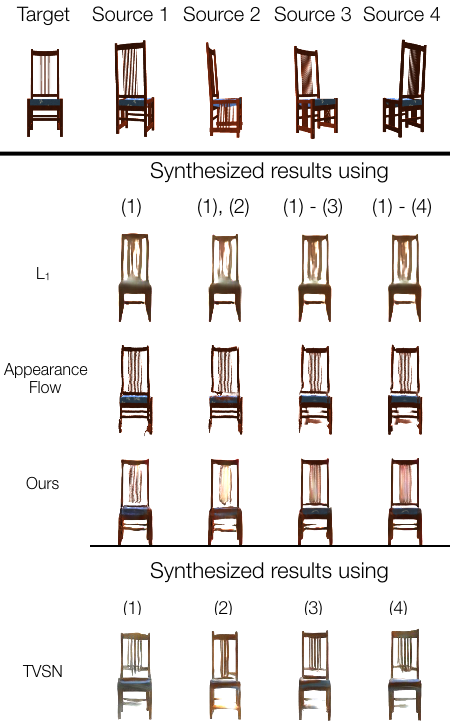 Target Source 1 Source 2 Source 3 Source 4
Synthesized results using
(1) (1), (2) (1) - (3) (1) - (4)
L₁
Appearance
Flow
Ours
Synthesized results using
(1) (2) (3) (4)
TVSN